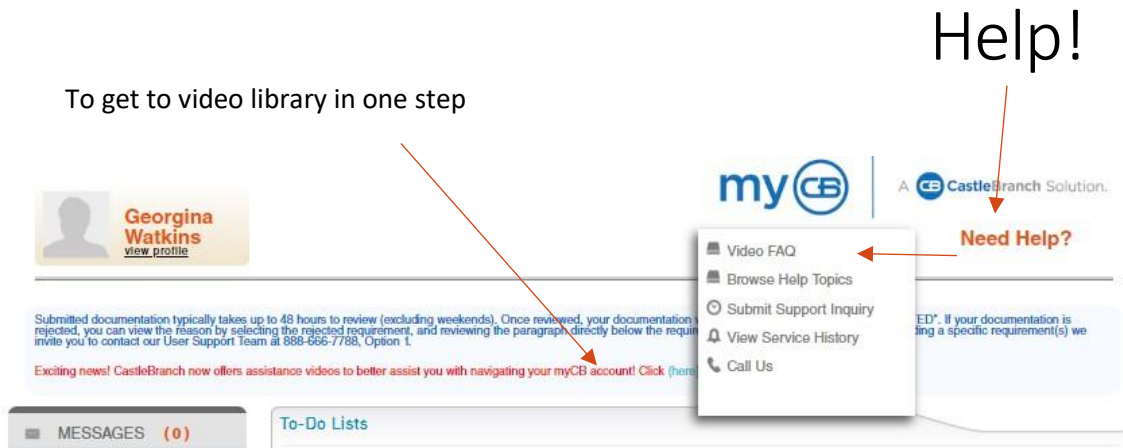 Help!
To get to video library in one step
my CB
A CB CastleBranch Solution.
Georgina
Watkins
view profile
Need Help?
Video FAQ
Browse Help Topics
Submit Support Inquiry
View Service History
Call Us
Submitted documentation typically takes up to 48 hours to review (excluding weekends). Once reviewed, your documentation ED". If your documentation is
rejected, you can view the reason by selecting the rejected requirement, and reviewing the paragraph directly below the requir ding a specific requirement(s) we
invite you to contact our User Support Team at 888-666-7788, Option 1.
Exciting news! CastleBranch now offers assistance videos to better assist you with navigating your myCB account! Click (here)
MESSAGES (0)
To-Do Lists